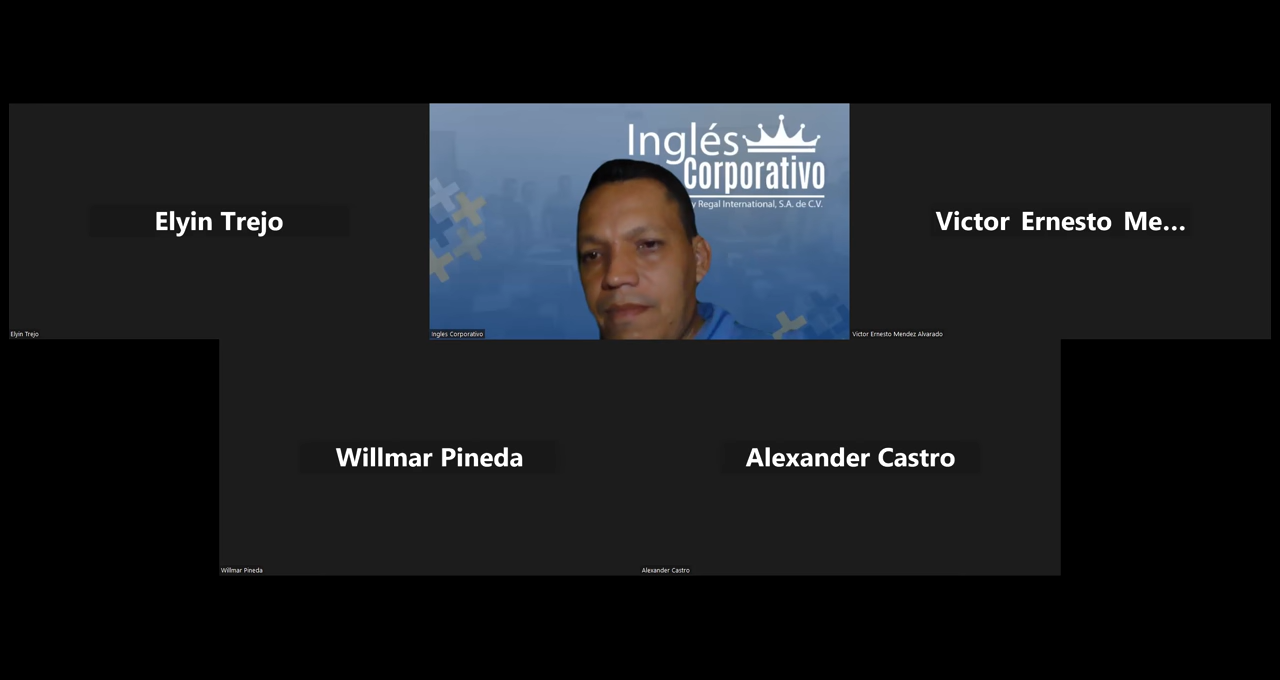 Elyin Trejo
Elyin Trejo
Inglés
Corporativo
y Regal International, S.A. de C.V.
Ingles Corporativo
Victor Ernesto Me...
Victor Ernesto Mendez Alvarado
Willmar Pineda
Willmar Pineda
Alexander Castro
Alexander Castro